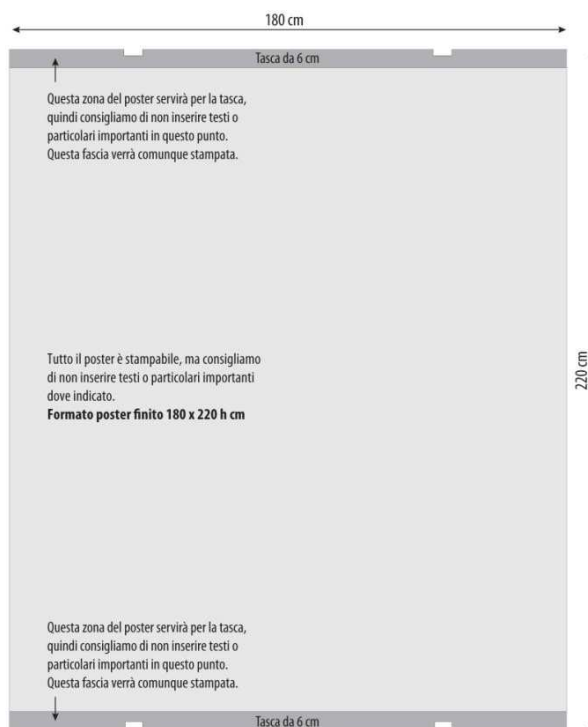 180 cm
Tasca da 6 cm
Questa zona del poster servirà per la tasca,
quindi consigliamo di non inserire testi o
particolari importanti in questo punto.
Questa fascia verrà comunque stampata.
Tutto il poster è stampabile, ma consigliamo
di non inserire testi o particolari importanti
dove indicato.
Formato poster finito 180 x 220 h cm
220 cm
Questa zona del poster servirà per la tasca,
quindi consigliamo di non inserire testi o
particolari importanti in questo punto.
Questa fascia verrà comunque stampata.
Tasca da 6 cm